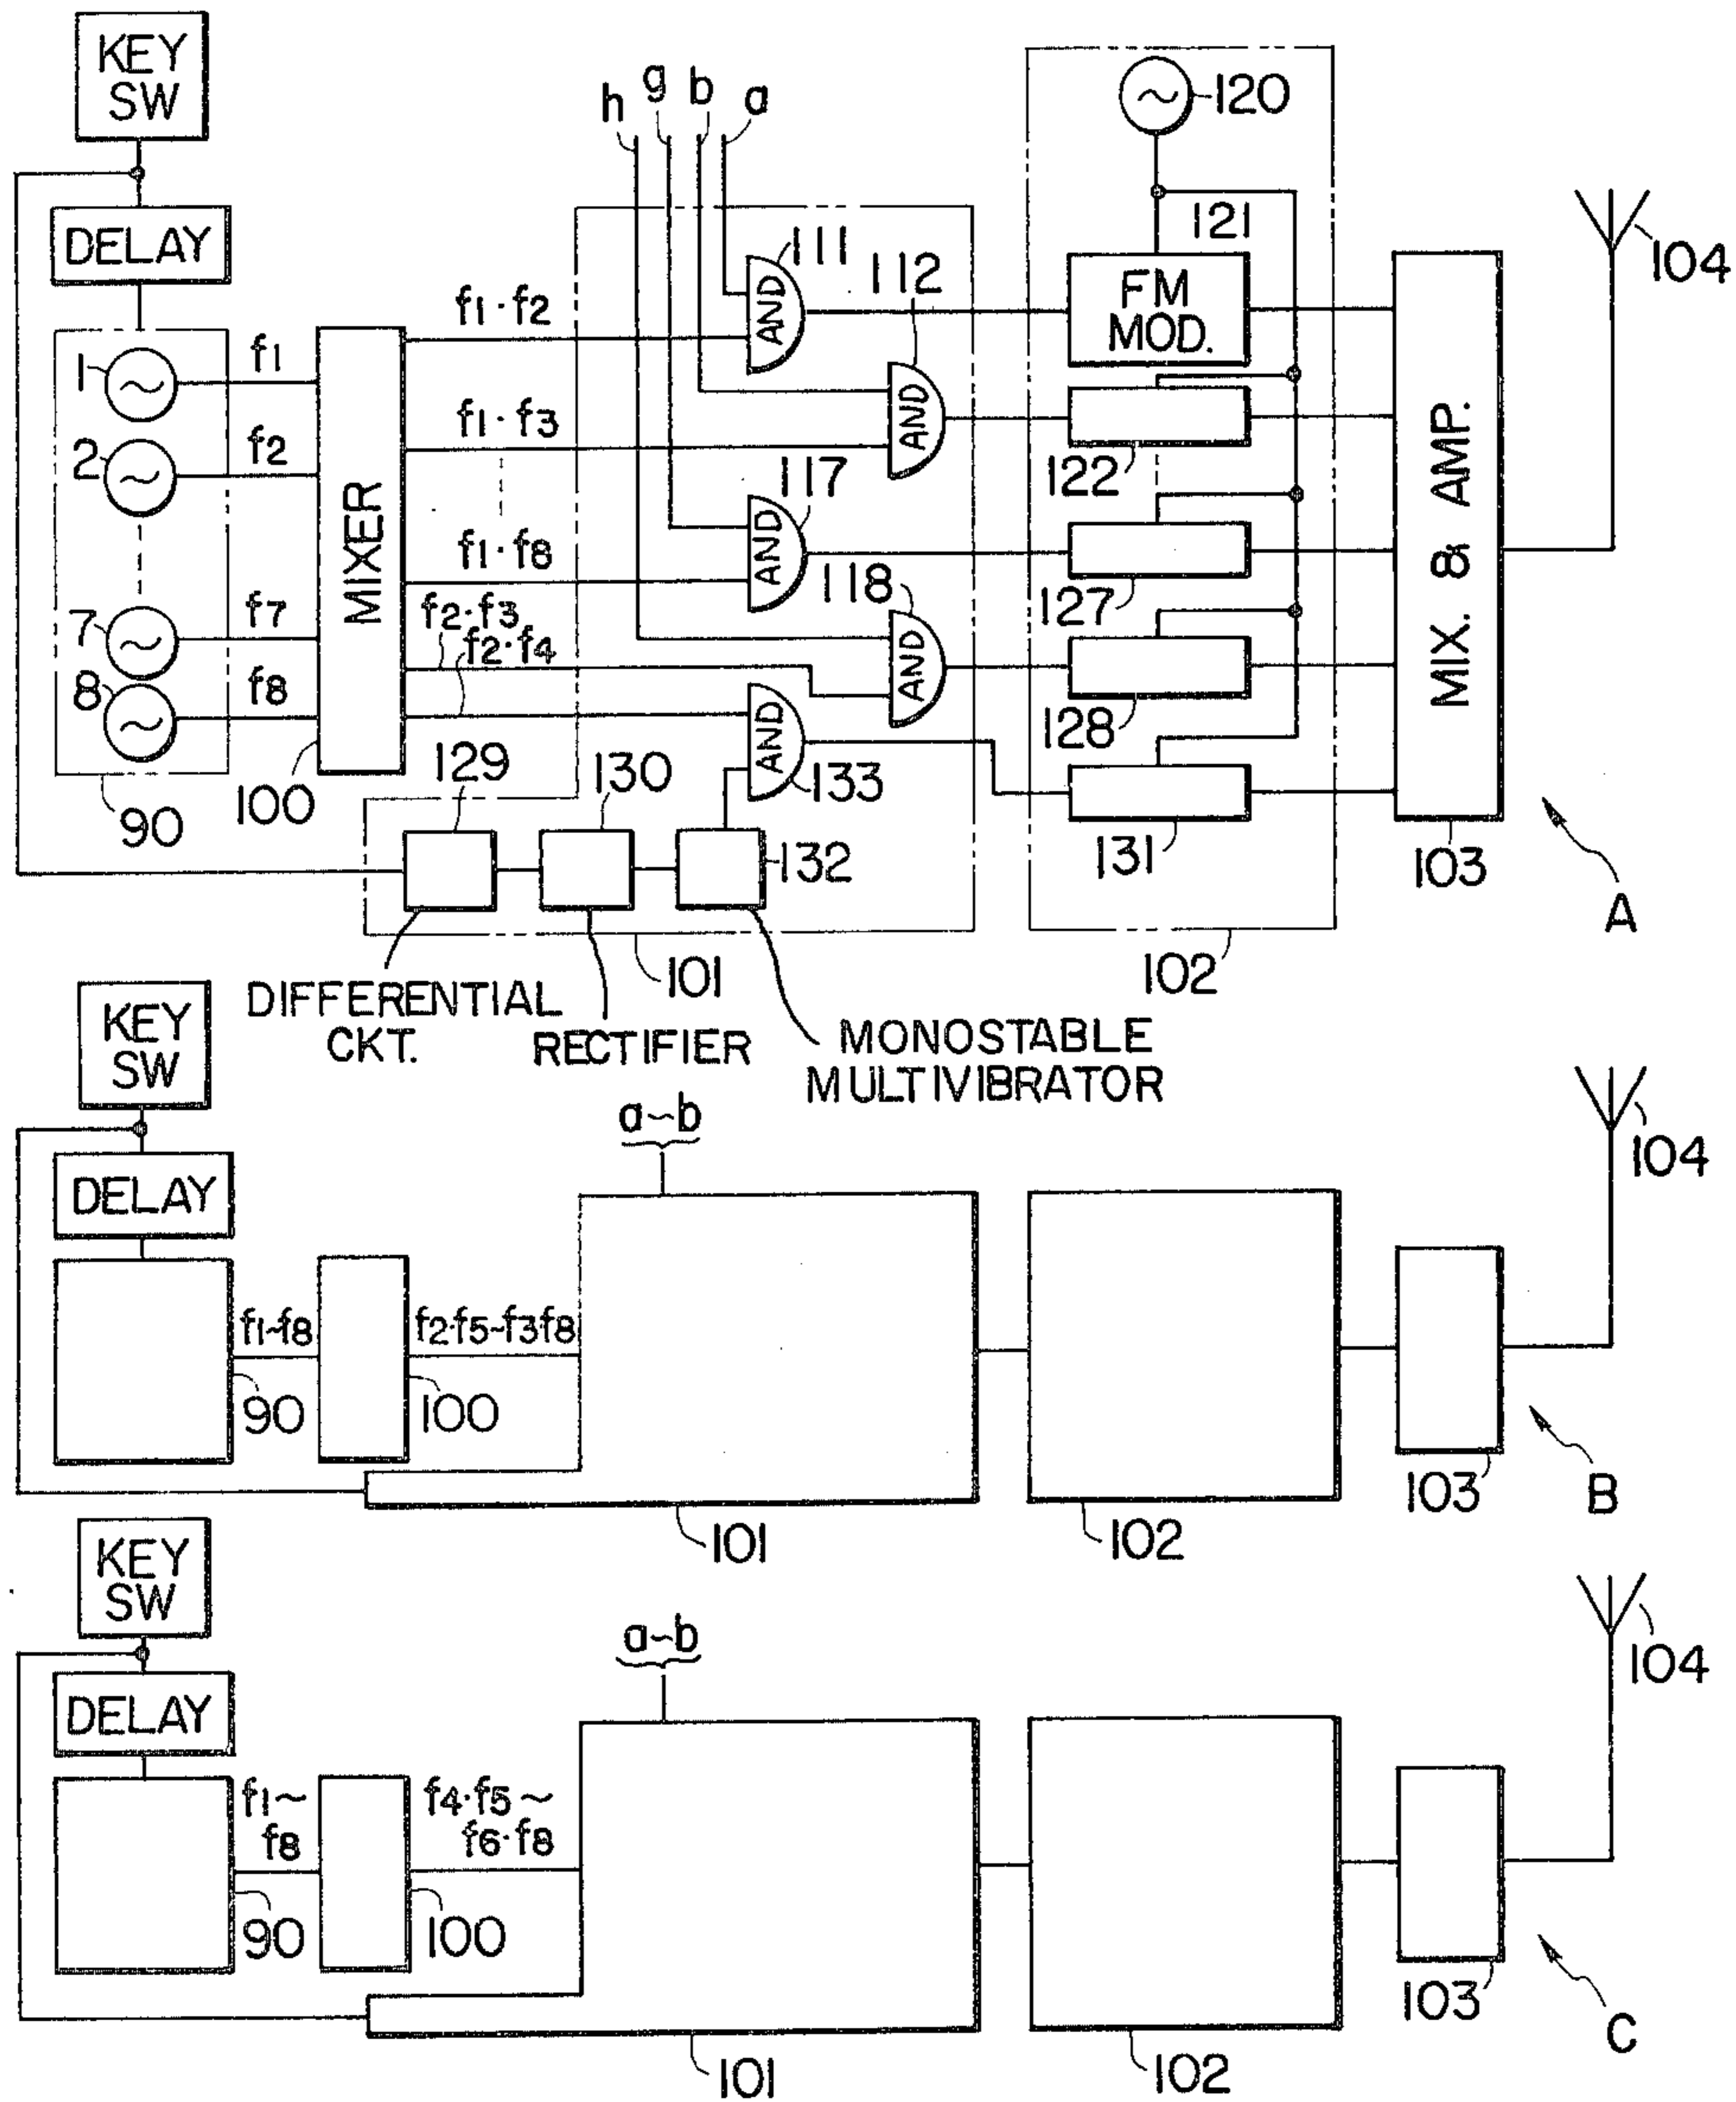 KEY
SW
DELAY
h
g
b
a
120
111
112
121
104
FM
MOD.
f1
f1·f2
1
f2
f1·f3
2
AND
AND
122
117
MIXER
AND
f1·f8
118
127
f7
f2·f3
f2·f4
7
AND
f8
8
128
129
130
AND
133
131
MIX. & AMP.
90
100
132
103
A
101
102
DIFFERENTIAL
CKT.
RECTIFIER
MONOSTABLE
MULTIVIBRATOR
KEY
SW
DELAY
a~b
104
f1~f8
f2·f5~f3f8
90
100
101
102
103
B
KEY
SW
DELAY
a~b
104
f1~
f8
f4·f5~
f6·f8
90
100
101
102
103
C